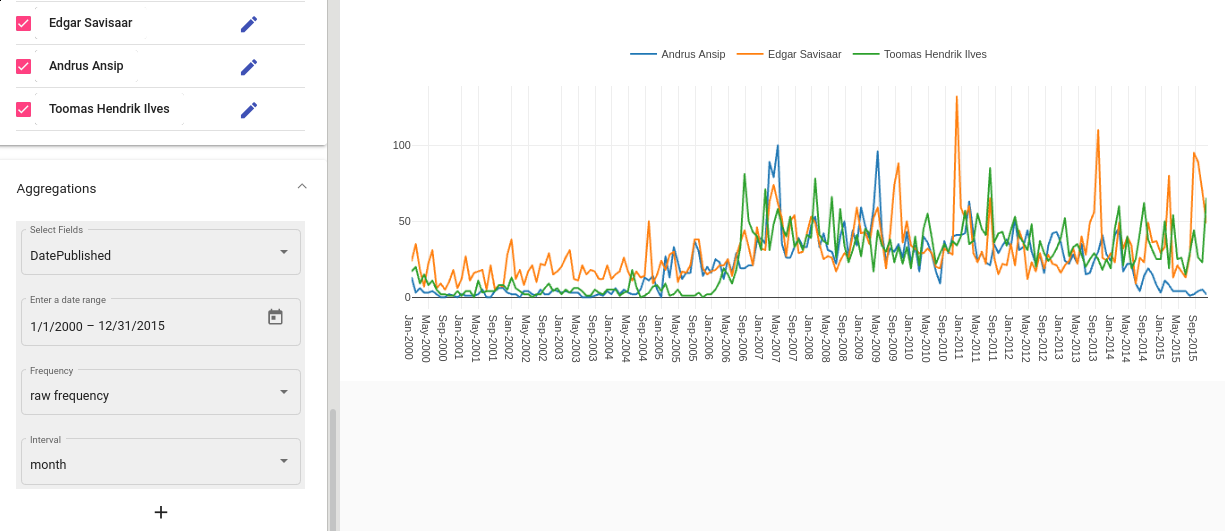 Edgar Savisaar
Andrus Ansip
Toomas Hendrik Ilves
Aggregations
Select Fields
DatePublished
Enter a date range
1/1/2000 – 12/31/2015
Frequency
raw frequency
Interval
month
+
Andrus Ansip Edgar Savisaar Toomas Hendrik Ilves
100
50
0
Jan-2000
May-2000
Sep-2000
Jan-2001
May-2001
Sep-2001
Jan-2002
May-2002
Sep-2002
Jan-2003
May-2003
Sep-2003
Jan-2004
May-2004
Sep-2004
Jan-2005
May-2005
Sep-2005
Jan-2006
May-2006
Sep-2006
Jan-2007
May-2007
Sep-2007
Jan-2008
May-2008
Sep-2008
Jan-2009
May-2009
Sep-2009
Jan-2010
May-2010
Sep-2010
Jan-2011
May-2011
Sep-2011
Jan-2012
May-2012
Sep-2012
Jan-2013
May-2013
Sep-2013
Jan-2014
May-2014
Sep-2014
Jan-2015
May-2015
Sep-2015